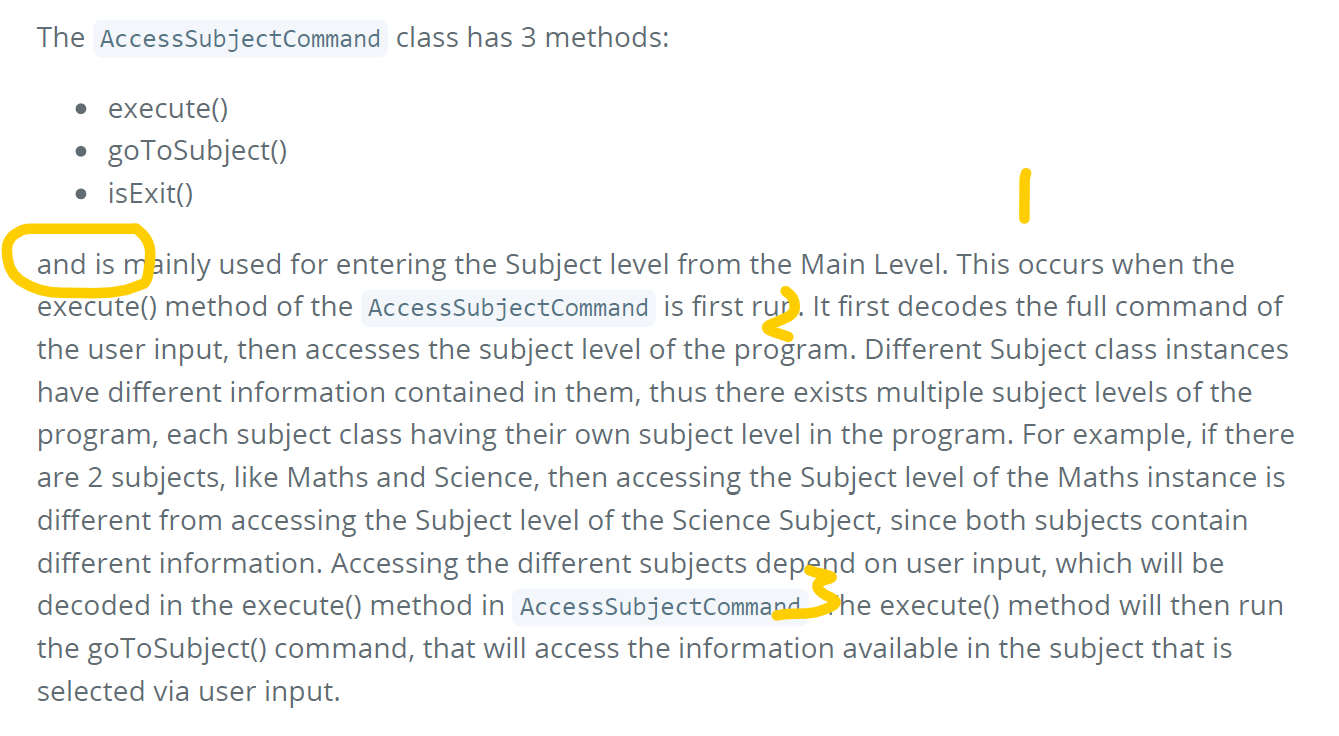 The AccessSubjectCommand class has 3 methods:
execute()
goToSubject()
isExit()
1
and is mainly used for entering the Subject level from the Main Level. This occurs when the
execute() method of the AccessSubjectCommand is first run. It first decodes the full command of
2
the user input, then accesses the subject level of the program. Different Subject class instances
have different information contained in them, thus there exists multiple subject levels of the
program, each subject class having their own subject level in the program. For example, if there
are 2 subjects, like Maths and Science, then accessing the Subject level of the Maths instance is
different from accessing the Subject level of the Science Subject, since both subjects contain
different information. Accessing the different subjects depend on user input, which will be
3
decoded in the execute() method in AccessSubjectCommand The execute() method will then run
the goToSubject() command, that will access the information available in the subject that is
selected via user input.